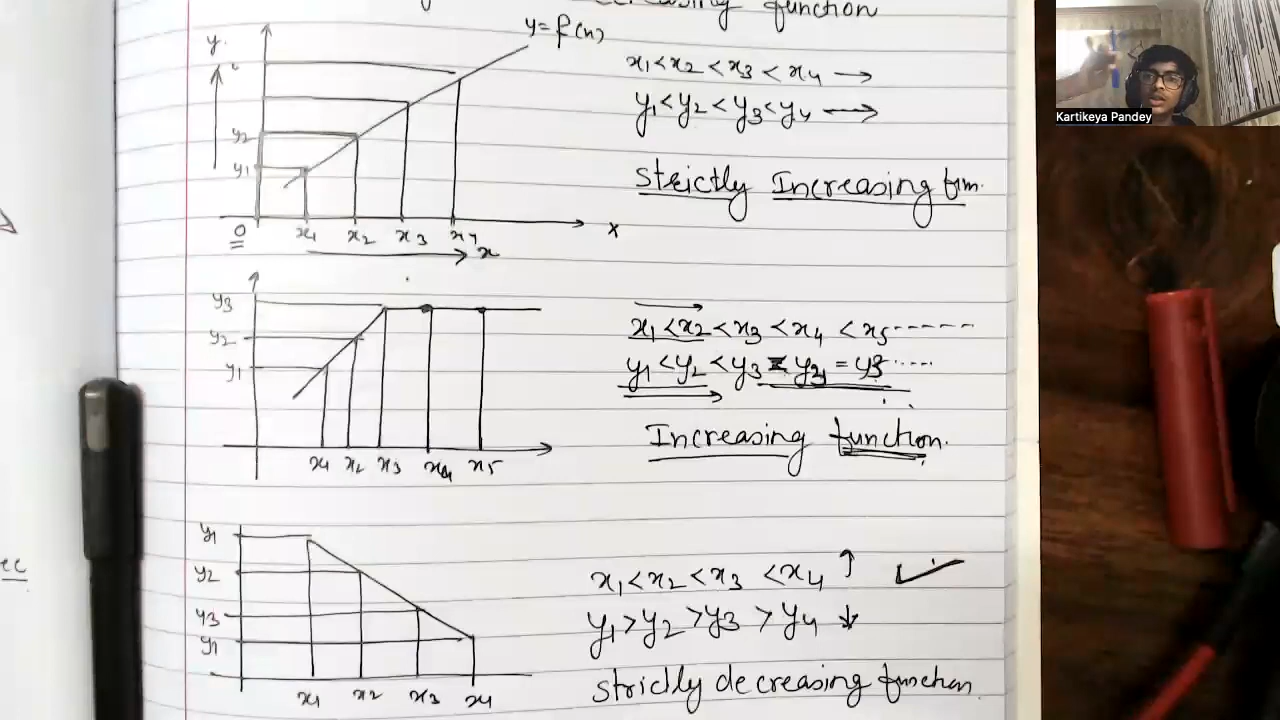 function
y = f(x)
y
x₁ < x₂ < x₃ < x₄ →
y₁ < y₂ < y₃ < y₄ →
y₂
y₁
Strictly Increasing fun.
0 x₁ x₂ x₃ x₄ x
x
y₃
y₂
y₁
x₁ < x₂ < x₃ < x₄ < x₅ ------
y₁ < y₂ < y₃ = y₃ = y3 ....
Increasing function.
x₁ x₂ x₃ x₄ x₅
y₁
y₂
y₃
y₁
x₁ < x₂ < x₃ < x₄ ↑ ✓
y₁ > y₂ > y₃ > y₄ ↓
Strictly decreasing function
x₁ x₂ x₃ x₄
Kartikeya Pandey